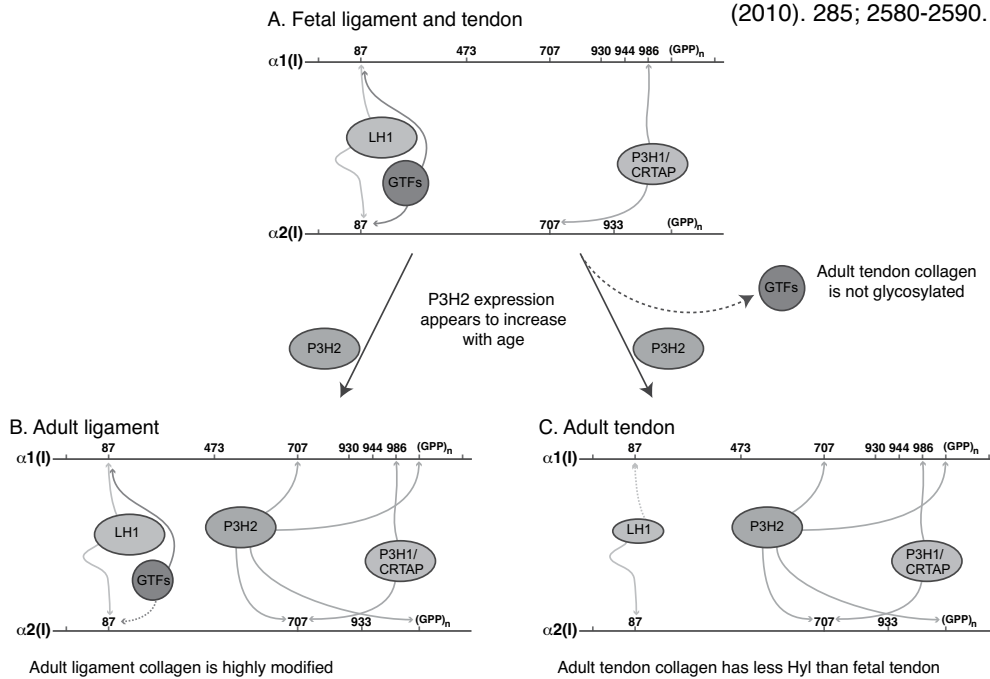 (2010). 285; 2580-2590.
A. Fetal ligament and tendon
87 473 707 930 944 986 (GPP)n
α1(I)
LH1
P3H1/
CRTAP
GTFs
87 707 933 (GPP)n
α2(I)
P3H2 expression
appears to increase
with age
GTFs
Adult tendon collagen
is not glycosylated
P3H2
P3H2
B. Adult ligament
87 473 707 930 944 986 (GPP)n
α1(I)
LH1
P3H2
P3H1/
CRTAP
GTFs
87 707 933 (GPP)n
α2(I)
Adult ligament collagen is highly modified
C. Adult tendon
87 473 707 930 944 986 (GPP)n
α1(I)
LH1
P3H2
P3H1/
CRTAP
87 707 933 (GPP)n
α2(I)
Adult tendon collagen has less Hyl than fetal tendon